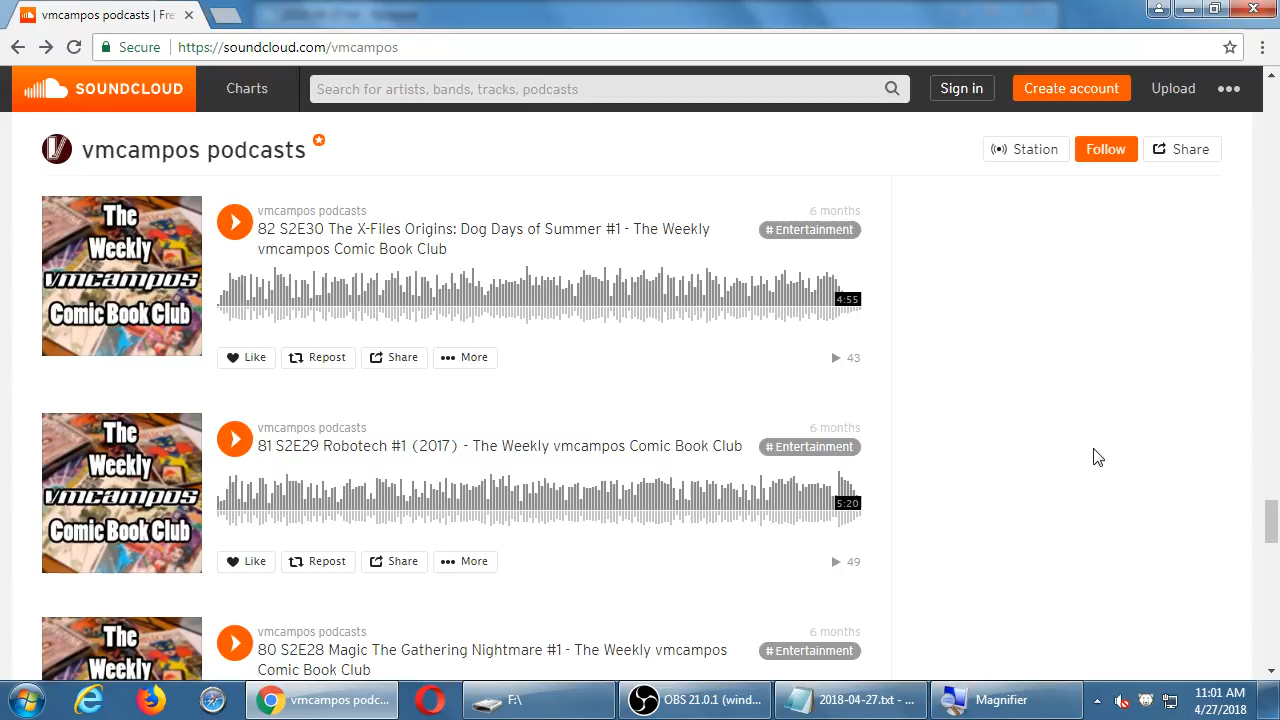 vmcampos podcasts | Fre
Secure
https://soundcloud.com/vmcampos
SOUNDCLOUD
Charts
Search for artists, bands, tracks, podcasts
Sign in
Create account
Upload
vmcampos podcasts
Station
Follow
Share
The
Weekly
vmcampos
Comic Book Club
vmcampos podcasts
6 months
82 S2E30 The X-Files Origins: Dog Days of Summer #1 - The Weekly
vmcampos Comic Book Club
# Entertainment
4:55
Like
Repost
Share
More
43
The
Weekly
vmcampos
Comic Book Club
vmcampos podcasts
6 months
81 S2E29 Robotech #1 (2017) - The Weekly vmcampos Comic Book Club
# Entertainment
5:20
Like
Repost
Share
More
49
The
Weekly
vmcampos podcasts
6 months
80 S2E28 Magic The Gathering Nightmare #1 - The Weekly vmcampos
Comic Book Club
# Entertainment
vmcampos podc...
F:\
OBS 21.0.1 (wind...
2018-04-27.txt - ...
Magnifier
11:01 AM
4/27/2018